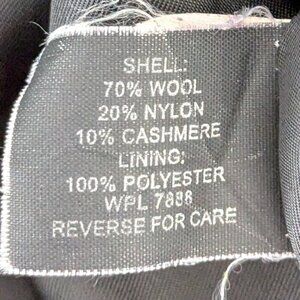 SHELL:
70% WOOL
20% NYLON
10% CASHMERE
LINING:
100% POLYESTER
WPL 7888
REVERSE FOR CARE